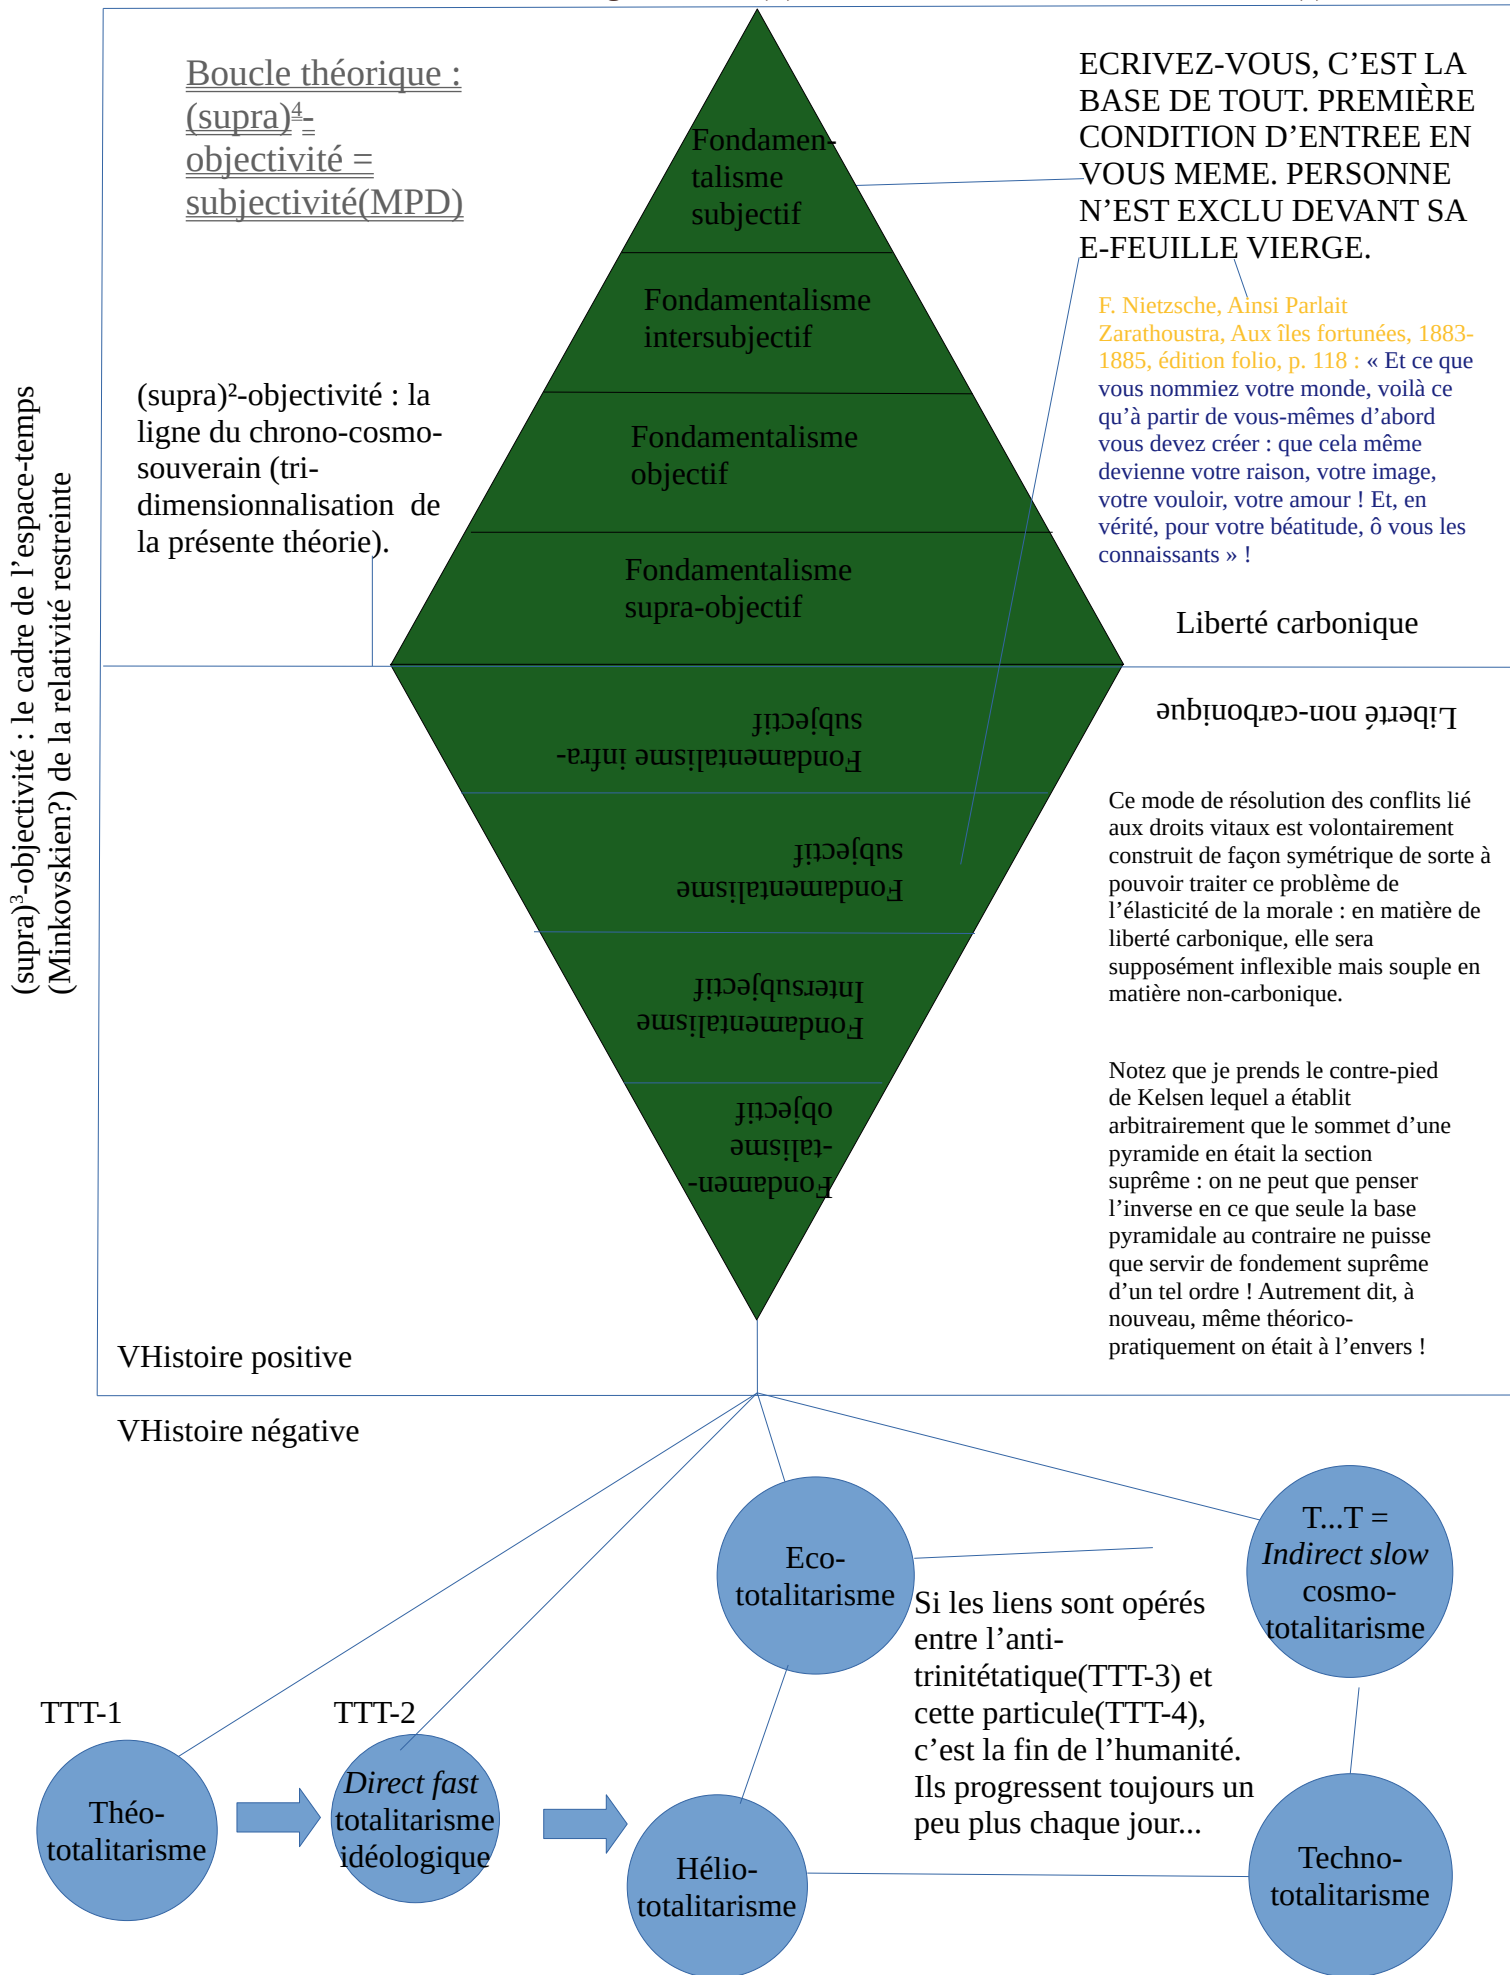 Boucle théorique :
(supra)⁴-
objectivité =
subjectivité(MPD)
ECRIVEZ-VOUS, C’EST LA
BASE DE TOUT. PREMIÈRE
CONDITION D’ENTREE EN
VOUS MEME. PERSONNE
N’EST EXCLU DEVANT SA
E-FEUILLE VIERGE.
F. Nietzsche, Ainsi Parlait
Zarathoustra, Aux îles fortunées, 1883-
1885, édition folio, p. 118 : « Et ce que
vous nommiez votre monde, voilà ce
qu’à partir de vous-mêmes d’abord
vous devez créer : que cela même
devienne votre raison, votre image,
votre vouloir, votre amour ! Et, en
vérité, pour votre béatitude, ô vous les
connaissants » !
Fondamen-
talisme
subjectif
Fondamentalisme
intersubjectif
Fondamentalisme
objectif
Fondamentalisme
supra-objectif
(supra)²-objectivité : la
ligne du chrono-cosmo-
souverain (tri-
dimensionnalisation de
la présente théorie).
(supra)³-objectivité : le cadre de l’espace-temps
(Minkovskien?) de la relativité restreinte
Liberté carbonique
Liberté non-carbonique
Fondamentalisme infra-
subjectif
Fondamentalisme
subjectif
Fondamentalisme
Intersubjectif
Fondamen-
-talisme
objectif
Ce mode de résolution des conflits lié
aux droits vitaux est volontairement
construit de façon symétrique de sorte à
pouvoir traiter ce problème de
l’élasticité de la morale : en matière de
liberté carbonique, elle sera
supposément inflexible mais souple en
matière non-carbonique.
Notez que je prends le contre-pied
de Kelsen lequel a établit
arbitrairement que le sommet d’une
pyramide en était la section
suprême : on ne peut que penser
l’inverse en ce que seule la base
pyramidale au contraire ne puisse
que servir de fondement suprême
d’un tel ordre ! Autrement dit, à
nouveau, même théorico-
pratiquement on était à l’envers !
VHistoire positive
VHistoire négative
Eco-
totalitarisme
T...T =
Indirect slow
cosmo-
totalitarisme
Si les liens sont opérés
entre l’anti-
trinitétatique(TTT-3) et
cette particule(TTT-4),
c’est la fin de l’humanité.
Ils progressent toujours un
peu plus chaque jour...
TTT-1
Théo-
totalitarisme
TTT-2
Direct fast
totalitarisme
idéologique
Hélio-
totalitarisme
Techno-
totalitarisme